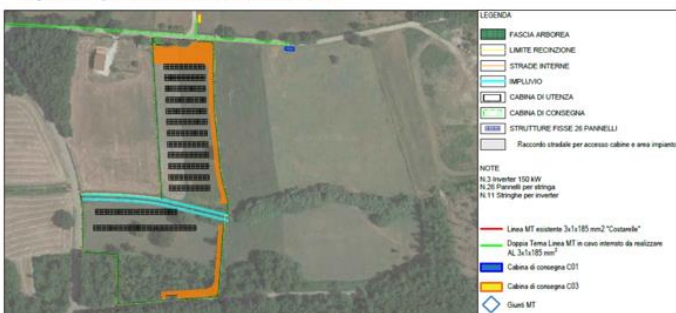 LEGENDA
FASCIA ARBOREA
LIMITE RECINZIONE
STRADE INTERNE
IMPLUVIO
CABINA DI UTENZA
CABINA DI CONSEGNA
STRUTTURE FISSE 26 PANNELLI
Raccordo stradale per accesso cabine e area impianto
NOTE
N.3 Inverter 150 kW
N.26 Pannelli per stringa
N.11 Stringhe per inverter
Linea MT esistente 3x1x185 mm2 "Costarelle"
Doppia Terna Linea MT in cavo interrato da realizzare
AL 3x1x185 mm²
Cabina di consegna C01
Cabina di consegna C03
Giunti MT